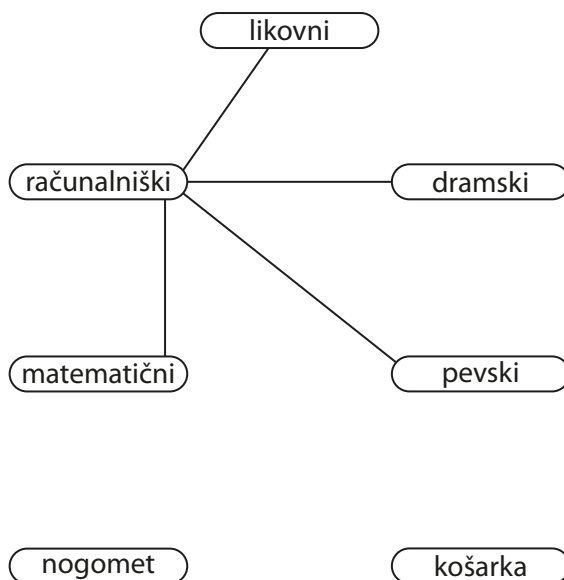 likovni
računalniški
dramski
matematični
pevski
nogomet
košarka